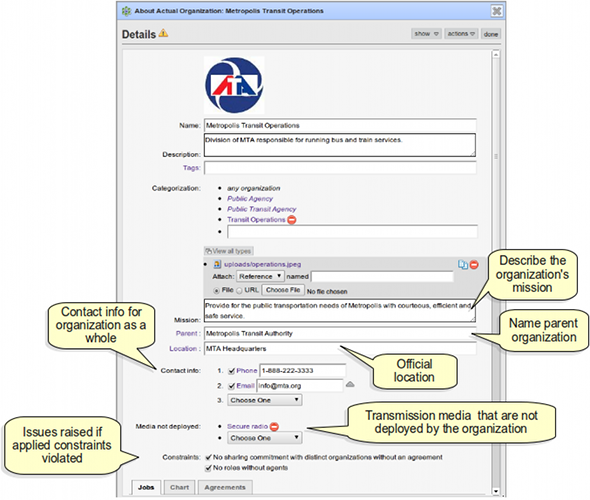 About Actual Organization: Metropolis Transit Operations
Details
show
actions
done
MTA
Name: Metropolis Transit Operations
Division of MTA responsible for running bus and train services.
Description:
Tags:
Categorization:
• any organization
• Public Agency
• Public Transit Agency
• Transit Operations
View all types
• uploads/operations.jpeg
Attach: Reference named
File URL Choose File No file chosen
Provide for the public transportation needs of Metropolis with courteous, efficient and
safe service.
Mission:
Parent : Metropolis Transit Authority
Location : MTA Headquarters
Contact info: 1. Phone 1-888-222-3333
2. Email info@mta.org
3. Choose One
Media not deployed: • Secure radio
• Choose One
Constraints: No sharing commitment with distinct organizations without an agreement
No roles without agents
Jobs
Chart
Agreements
Describe the
organization's
mission
Name parent
organization
Contact info for
organization as a
whole
Official
location
Transmission media that are not
deployed by the organization
Issues raised if
applied constraints
violated